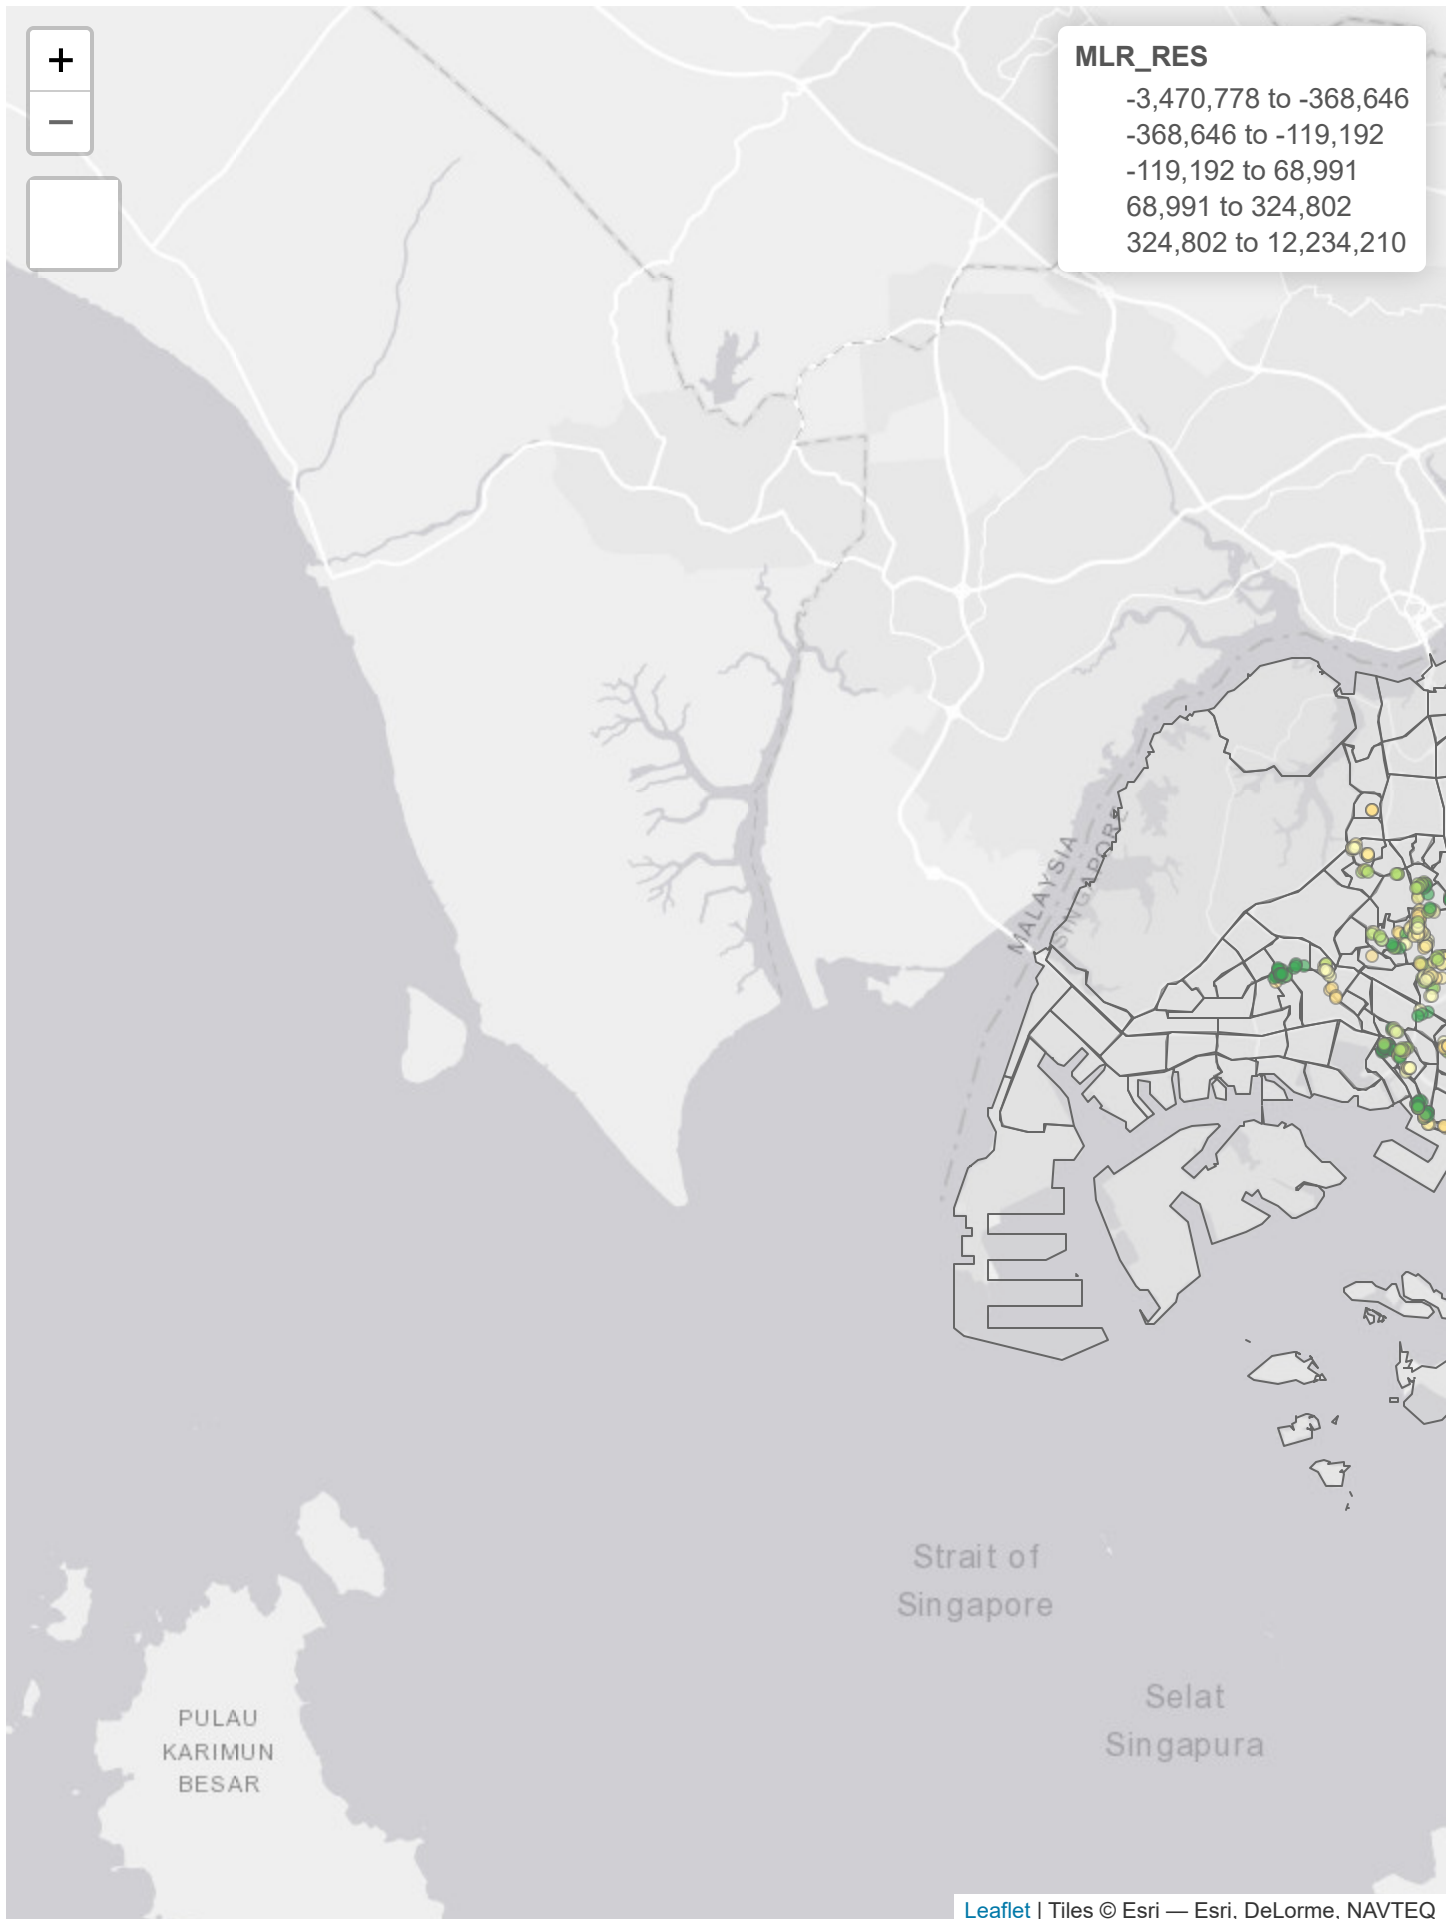 +
−
MLR_RES
-3,470,778 to -368,646
-368,646 to -119,192
-119,192 to 68,991
68,991 to 324,802
324,802 to 12,234,210
MALAYSIA
SINGAPORE
Strait of
Singapore
Selat
Singapura
PULAU
KARIMUN
BESAR
Leaflet | Tiles © Esri — Esri, DeLorme, NAVTEQ